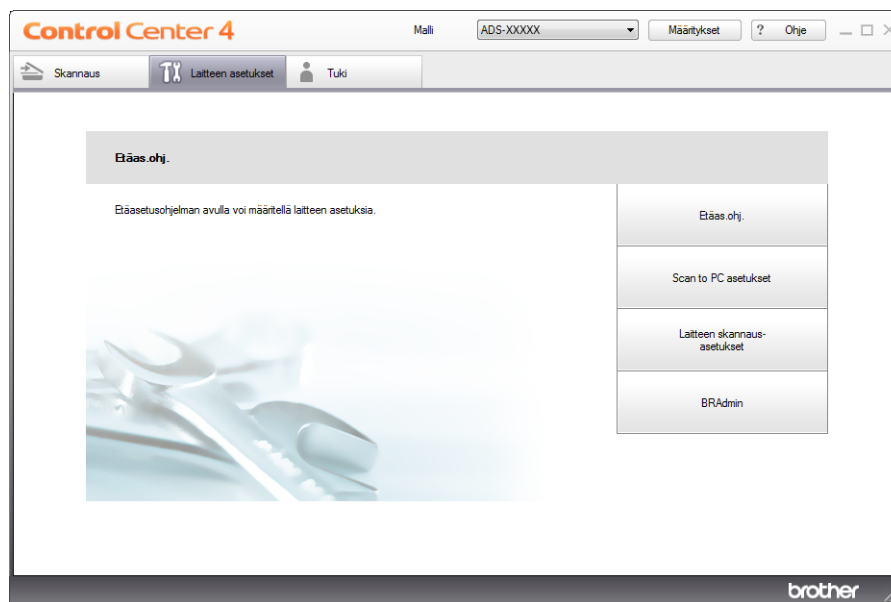 Control Center 4
Malli
ADS-XXXXX
Määritykset
? Ohje
Skannaus
Laitteen asetukset
Tuki
Etäas.ohj.
Etäasetusohjelman avulla voi määritellä laitteen asetuksia.
Etäas.ohj.
Scan to PC asetukset
Laitteen skannaus-
asetukset
BRAdmin
brother